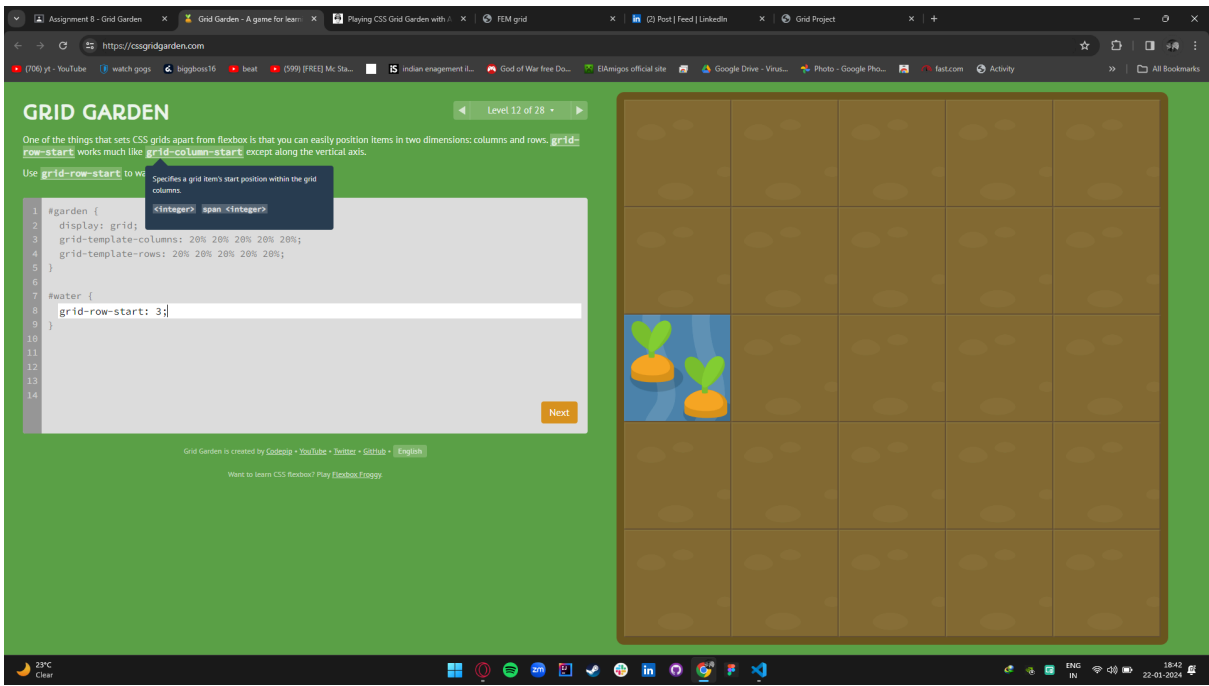 Assignment 8 - Grid Garden
Grid Garden - A game for learn
Playing CSS Grid Garden with A
FEM grid
(2) Post | Feed | LinkedIn
Grid Project
https://cssgridgarden.com
(706) yt - YouTube
watch gogs
biggboss16
beat
(599) [FREE] Mc Sta...
indian enagement il...
God of War free Do...
ElAmigos official site
Google Drive - Virus...
Photo - Google Pho...
fast.com
Activity
All Bookmarks
GRID GARDEN
Level 12 of 28
One of the things that sets CSS grids apart from flexbox is that you can easily position items in two dimensions: columns and rows. grid-
row-start works much like grid-column-start except along the vertical axis.
Use grid-row-start to wa
Specifies a grid item's start position within the grid
columns.
<integer> span <integer>
1 #garden {
2 display: grid;
3 grid-template-columns: 20% 20% 20% 20% 20%;
4 grid-template-rows: 20% 20% 20% 20% 20%;
5 }
6
7 #water {
8 grid-row-start: 3;
9 }
10
11
12
13
14
Next
Grid Garden is created by Codepip • YouTube • Twitter • GitHub • English
Want to learn CSS flexbox? Play Flexbox Froggy.
23°C
Clear
zm
in
ENG
IN
18:42
22-01-2024